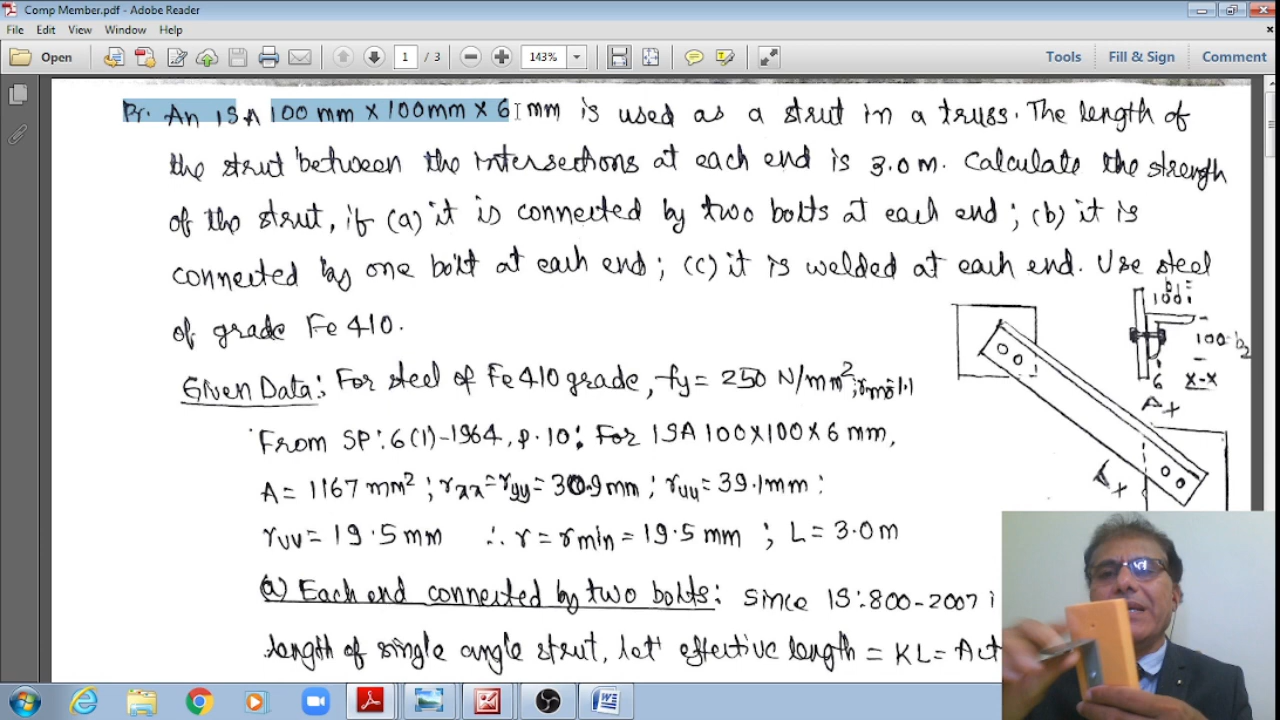 Comp Member.pdf - Adobe Reader
File Edit View Window Help
Open 1 / 3 143% Tools Fill & Sign Comment
Pr. An ISA 100 mm X 100mm X 6 mm is used as a strut in a truss. The length of
the strut between the intersections at each end is 3.0 m. Calculate the strength
of the strut, if (a) it is connected by two bolts at each end; (b) it is
connected by one bolt at each end; (c) it is welded at each end. Use steel
of grade Fe 410.
Given Data: For steel of Fe 410 grade, fy = 250 N/mm²;
From SP: 6(1)-1964, p. 10: For ISA 100X100X6 mm,
A = 1167 mm²; rxx = ryy = 30.9mm; ruu = 39.1mm;
rvv = 19.5 mm ∴ r = rmin = 19.5 mm ; L = 3.0 m
(a) Each end connected by two bolts: Since IS:800-2007 i
length of single angle strut, let effective length = KL = Act
b1 =
100
100 = b2
6
X-X
A
A